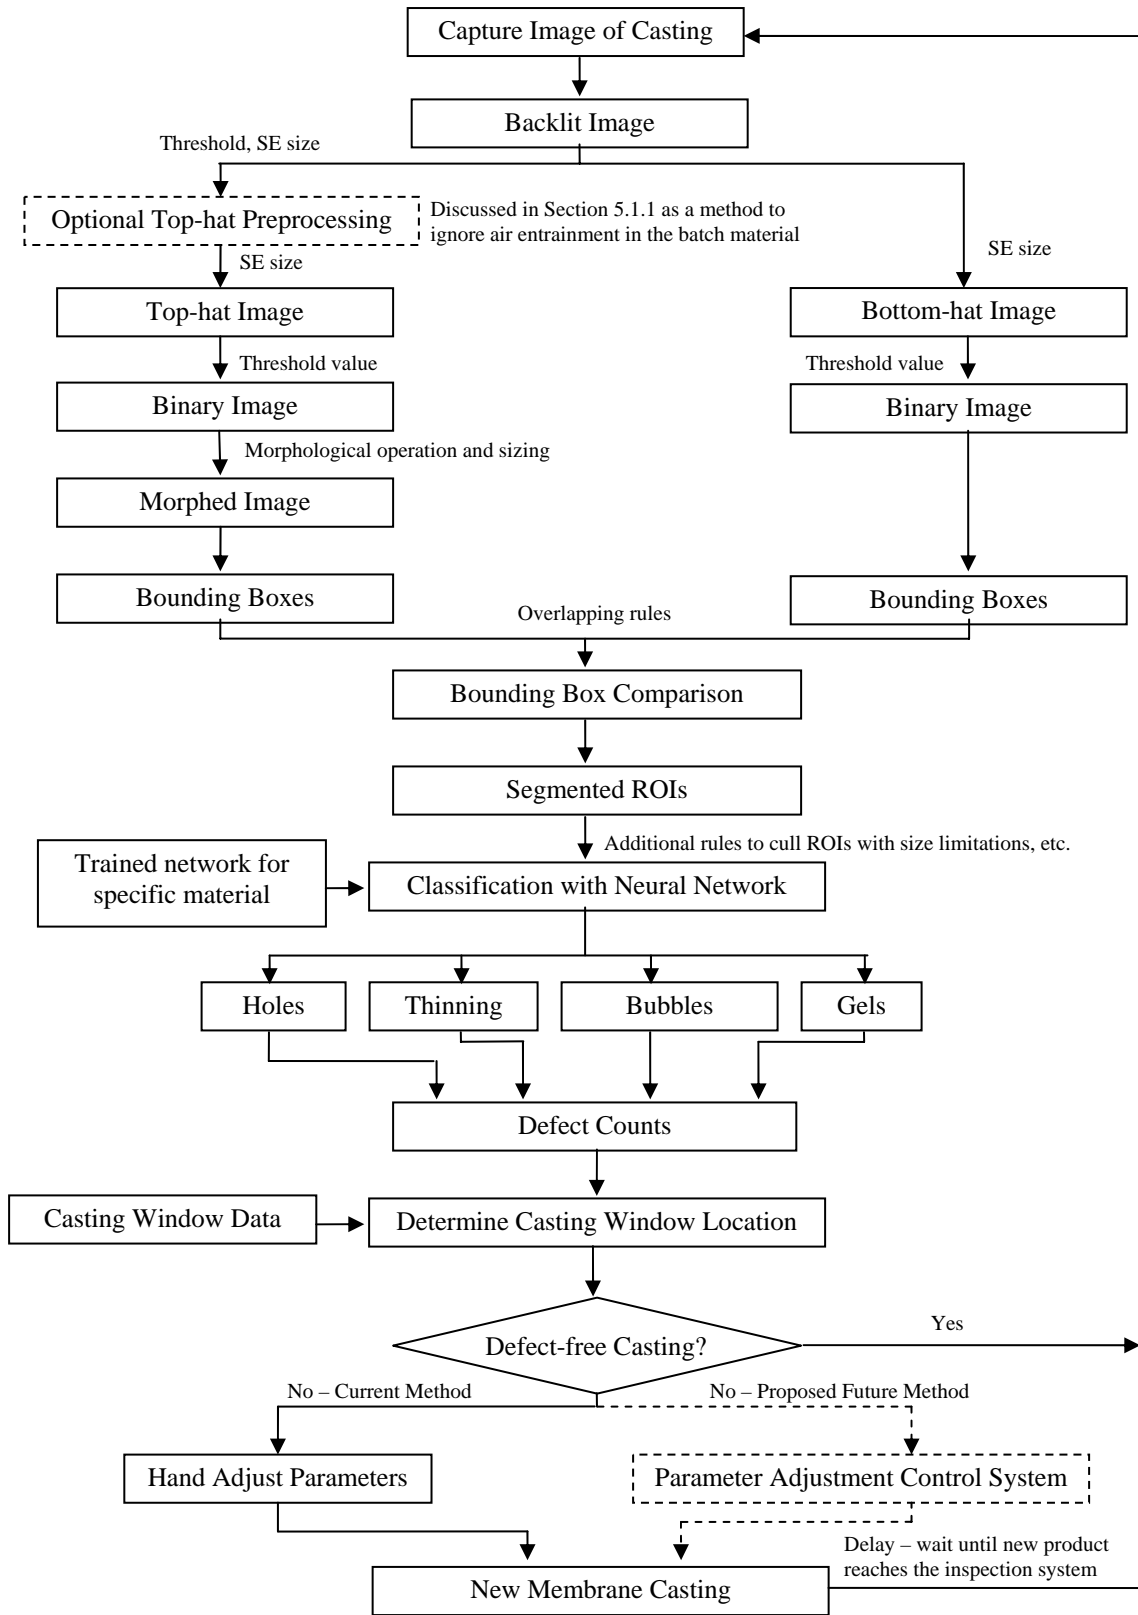 Capture Image of Casting
Backlit Image
Threshold, SE size
Optional Top-hat Preprocessing
Discussed in Section 5.1.1 as a method to
ignore air entrainment in the batch material
SE size
SE size
Top-hat Image
Bottom-hat Image
Threshold value
Threshold value
Binary Image
Binary Image
Morphological operation and sizing
Morphed Image
Bounding Boxes
Bounding Boxes
Overlapping rules
Bounding Box Comparison
Segmented ROIs
Additional rules to cull ROIs with size limitations, etc.
Trained network for
specific material
Classification with Neural Network
Holes
Thinning
Bubbles
Gels
Defect Counts
Casting Window Data
Determine Casting Window Location
Defect-free Casting?
Yes
No – Current Method
No – Proposed Future Method
Hand Adjust Parameters
Parameter Adjustment Control System
Delay – wait until new product
reaches the inspection system
New Membrane Casting